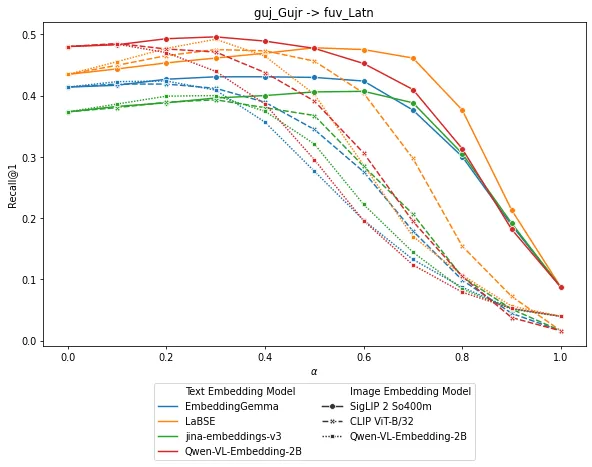 guj_Gujr -> fuv_Latn
0.5
0.4
0.3
0.2
0.1
0.0
Recall@1
0.0 0.2 0.4 0.6 0.8 1.0
α
Text Embedding Model Image Embedding Model
EmbeddingGemma SigLIP 2 So400m
LaBSE CLIP ViT-B/32
jina-embeddings-v3 Qwen-VL-Embedding-2B
Qwen-VL-Embedding-2B